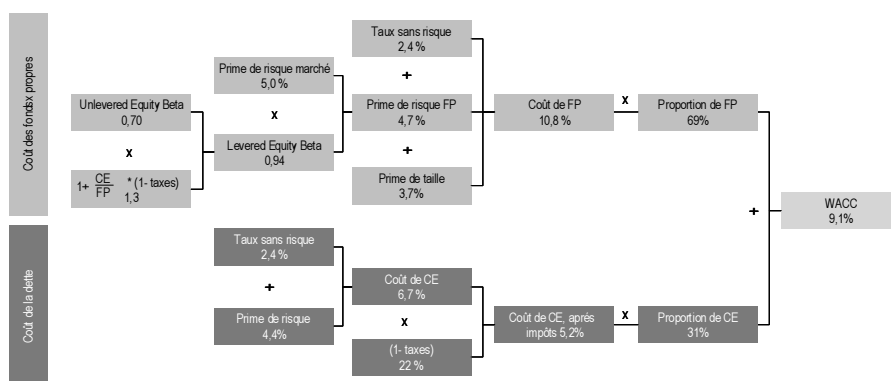 Coût des fondsx propres
Taux sans risque
2,4 %
Prime de risque marché
5,0 %
+
Unlevered Equity Beta
0,70
x
Prime de risque FP
4,7 %
Coût de FP
10,8 %
x
Proportion de FP
69%
x
Levered Equity Beta
0,94
+
1+ CE/FP * (1- taxes)
1,3
Prime de taille
3,7%
WACC
9,1%
+
Coût de la dette
Taux sans risque
2,4 %
+
Coût de CE
6,7 %
Prime de risque
4,4%
x
Coût de CE, aprés
impôts 5,2%
x
Proportion de CE
31%
(1- taxes)
22 %